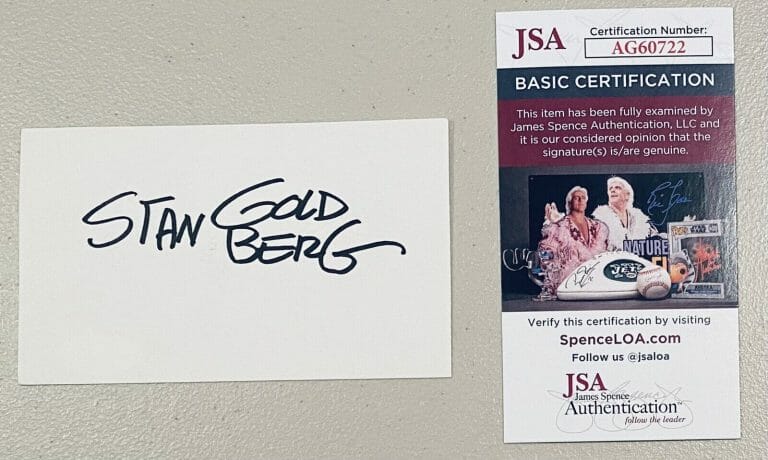 STAN GOLD
BERG
JSA
Certification Number:
AG60722
BASIC CERTIFICATION
This item has been fully examined by
James Spence Authentication, LLC and
it is our considered opinion that the
signature(s) is/are genuine.
NATURE
JETS
Verify this certification by visiting
SpenceLOA.com
Follow us @jsaloa
JSA
James Spence
Authentication™
follow the leader